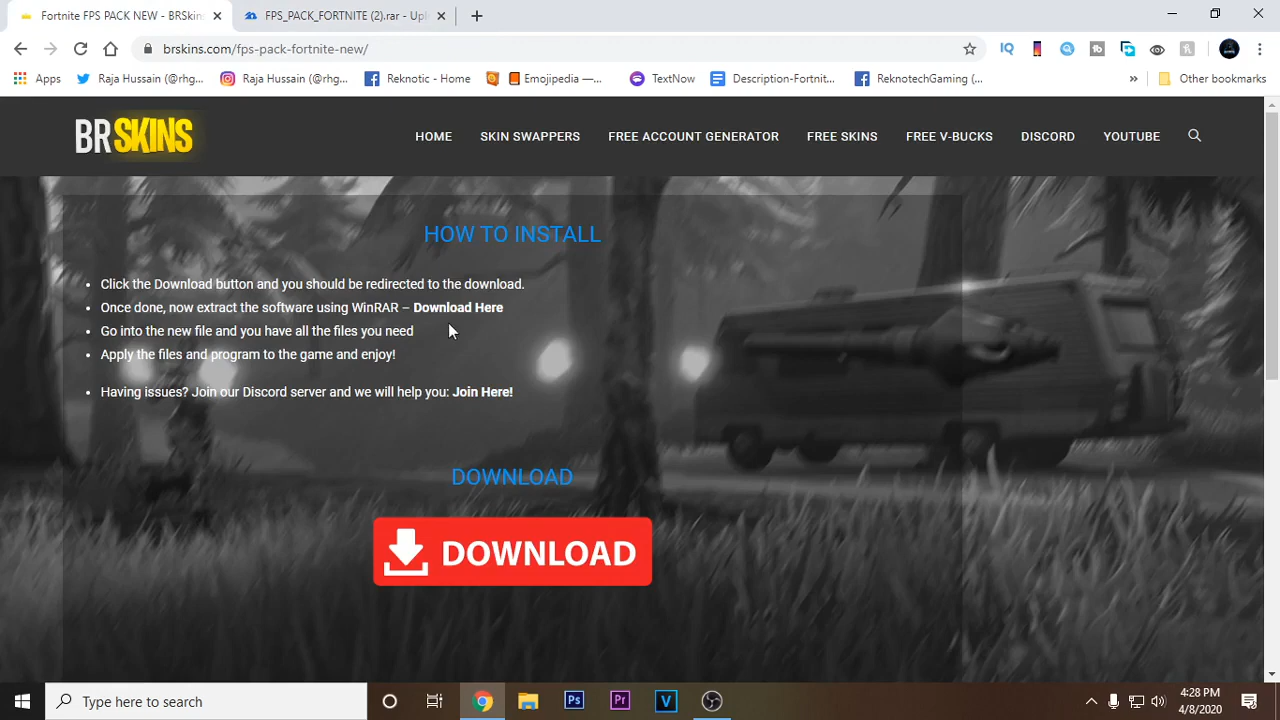 Fortnite FPS PACK NEW - BRSkins
FPS_PACK_FORTNITE (2).rar - Upl
brskins.com/fps-pack-fortnite-new/
IQ
Apps
Raja Hussain (@rhg...
Raja Hussain (@rhg...
Reknotic - Home
Emojipedia —...
TextNow
Description-Fortnit...
ReknotechGaming (...
»
Other bookmarks
BRSKINS
HOME
SKIN SWAPPERS
FREE ACCOUNT GENERATOR
FREE SKINS
FREE V-BUCKS
DISCORD
YOUTUBE
HOW TO INSTALL
• Click the Download button and you should be redirected to the download.
• Once done, now extract the software using WinRAR – Download Here
• Go into the new file and you have all the files you need
• Apply the files and program to the game and enjoy!
• Having issues? Join our Discord server and we will help you: Join Here!
DOWNLOAD
DOWNLOAD
Type here to search
Ps
Pr
V
4:28 PM
4/8/2020